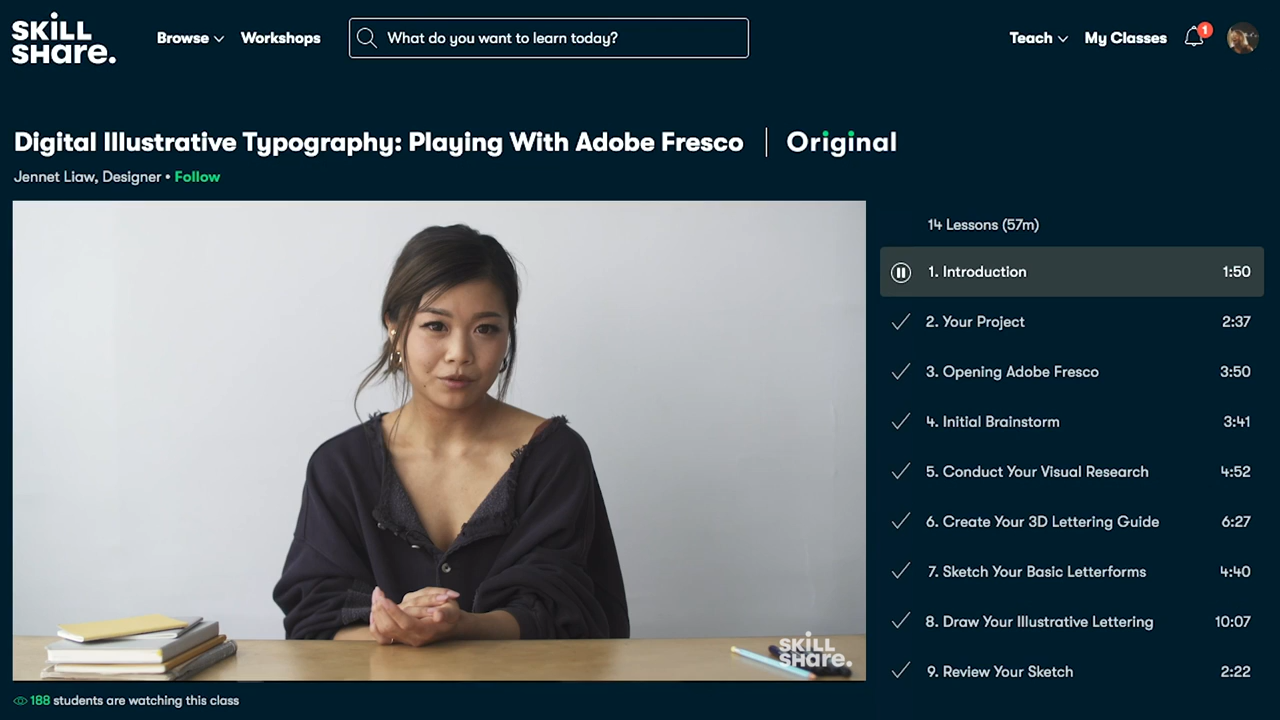 SKILL
SHare.
Browse
Workshops
What do you want to learn today?
Teach
My Classes
1
Digital Illustrative Typography: Playing With Adobe Fresco | Original
Jennet Liaw, Designer • Follow
14 Lessons (57m)
1. Introduction 1:50
2. Your Project 2:37
3. Opening Adobe Fresco 3:50
4. Initial Brainstorm 3:41
5. Conduct Your Visual Research 4:52
6. Create Your 3D Lettering Guide 6:27
7. Sketch Your Basic Letterforms 4:40
8. Draw Your Illustrative Lettering 10:07
9. Review Your Sketch 2:22
SKILL
SHare.
188 students are watching this class